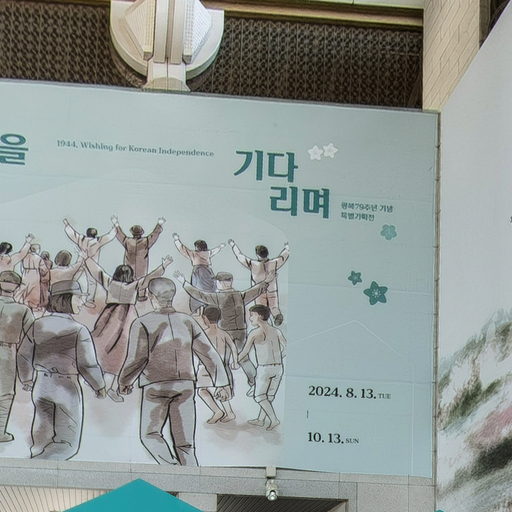 을
1944, Wishing for Korean Independence
기다
리며
광복79주년 기념
특별기획전
2024. 8. 13. TUE
10. 13. SUN